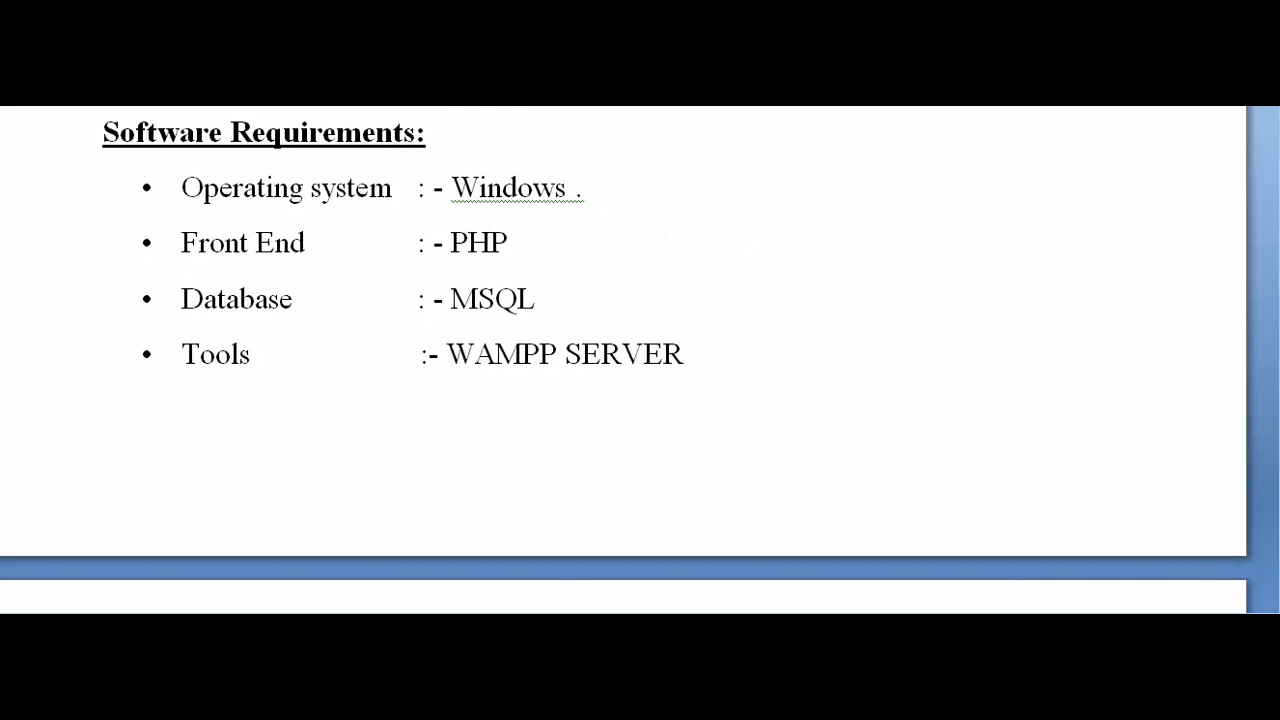 Software Requirements:
• Operating system : - Windows .
• Front End : - PHP
• Database : - MSQL
• Tools :- WAMPP SERVER